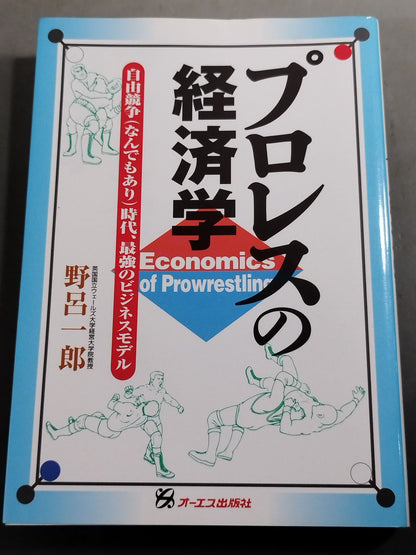 プロレスの
経済学
Economics
of Prowrestling
自由競争(なんでもあり)時代、最強のビジネスモデル
英国国立ウェールズ大学経営大学院教授
野呂一郎
オーエス出版社